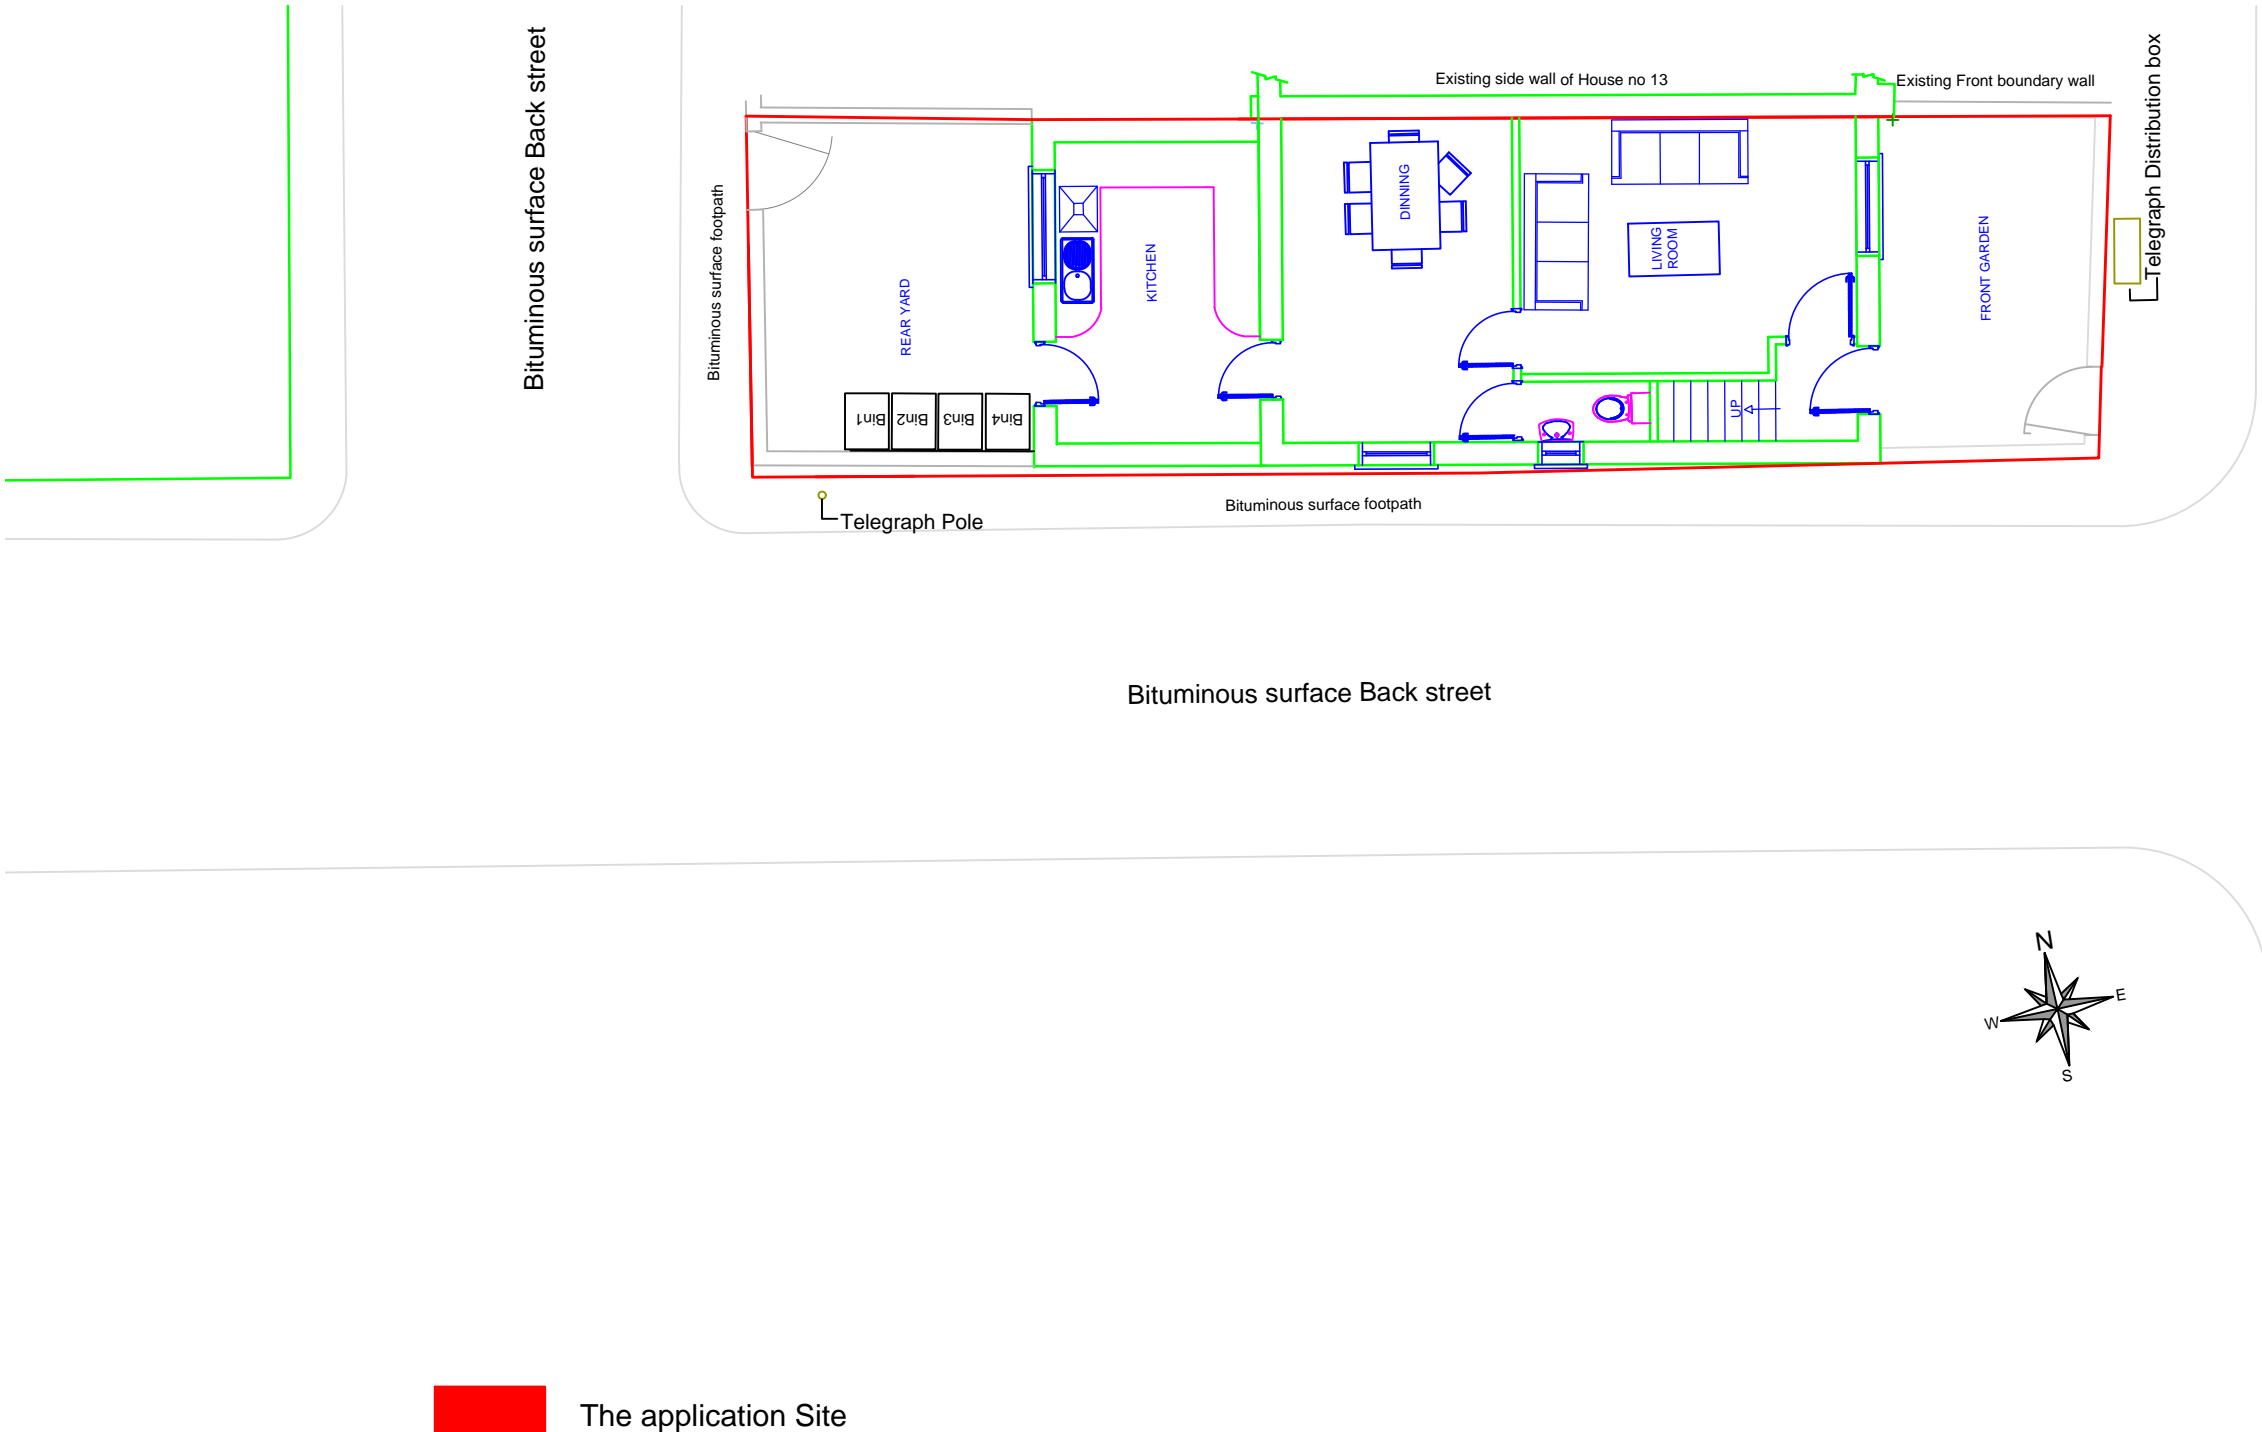 Bituminous surface Back street
Existing side wall of House no 13
Existing Front boundary wall
Telegraph Distribution box
Bituminous surface footpath
REAR YARD
KITCHEN
DINNING
LIVING
ROOM
FRONT GARDEN
UP
Bin1
Bin2
Bin3
Bin4
Telegraph Pole
Bituminous surface footpath
Bituminous surface Back street
N
E
W
S
The application Site